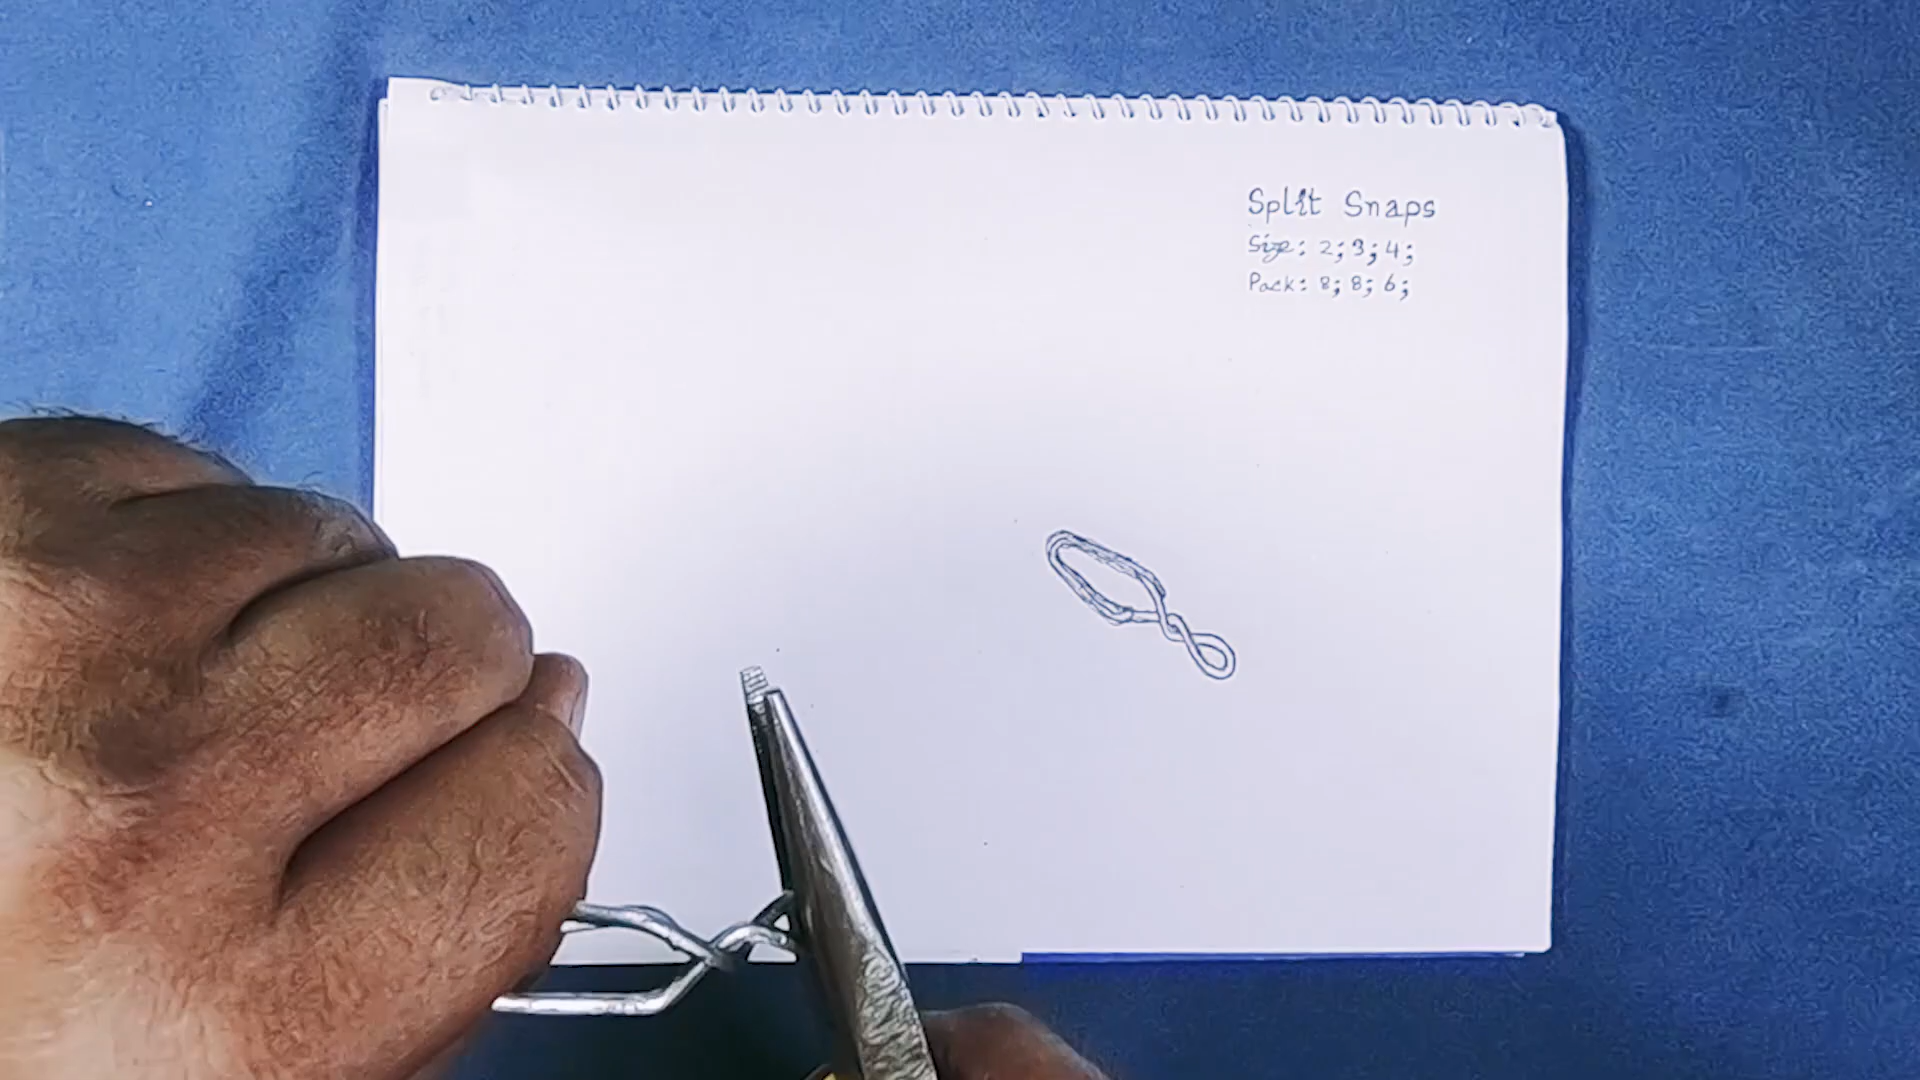 Split Snaps
Size: 2; 3; 4;
Pack: 8; 8; 6;